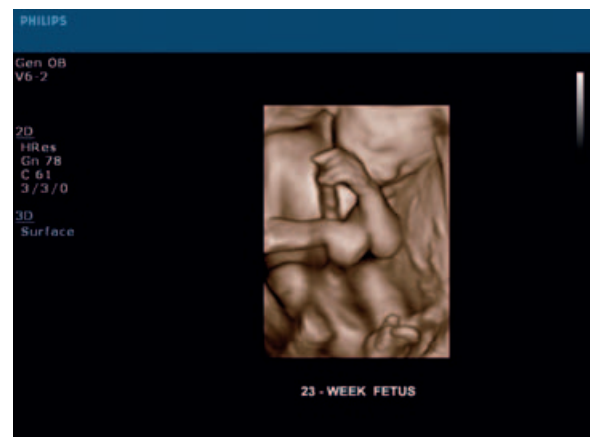 PHILIPS
Gen OB
V6-2
2D
HRes
Gn 78
C 61
3/3/0
3D
Surface
23 - WEEK FETUS